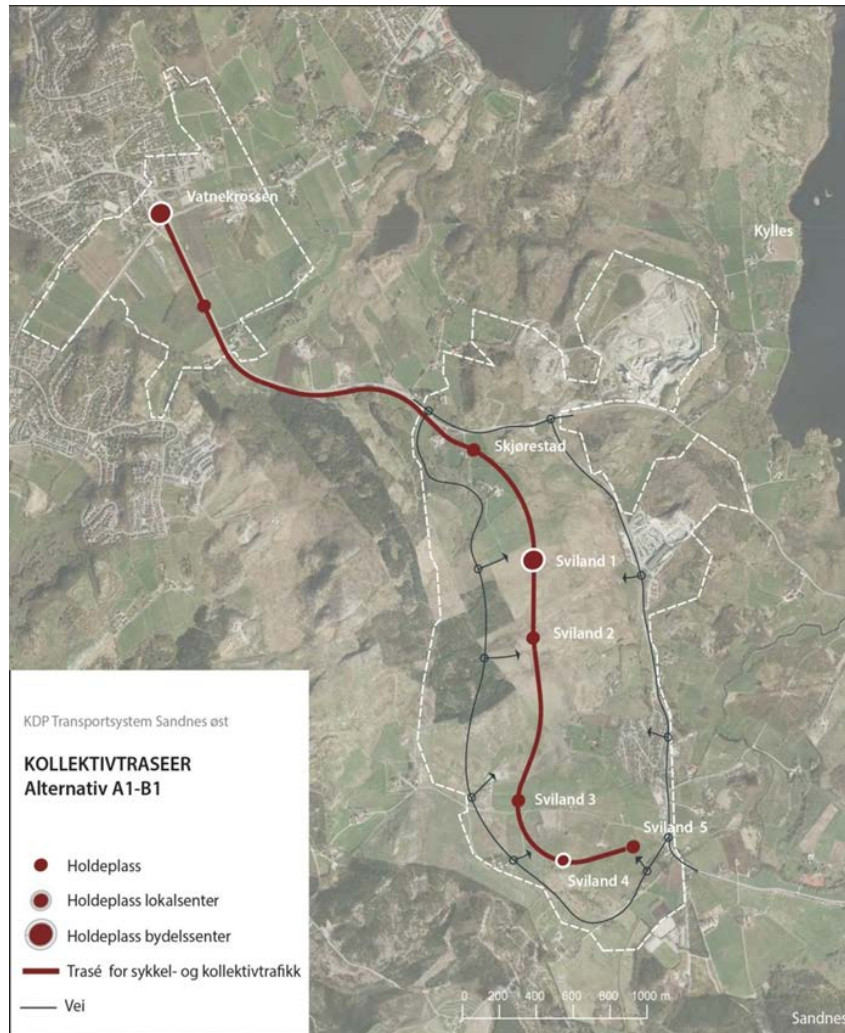 Vatnekrossen
Kylles
Skjørestad
Sviland 1
Sviland 2
Sviland 3
Sviland 5
Sviland 4
KDP Transportsystem Sandnes øst
KOLLEKTIVTRASEER
Alternativ A1-B1
Holdeplass
Holdeplass lokalsenter
Holdeplass bydelssenter
Trasé for sykkel- og kollektivtrafikk
Vei
0 200 400 600 800 1000 m
Sandnes